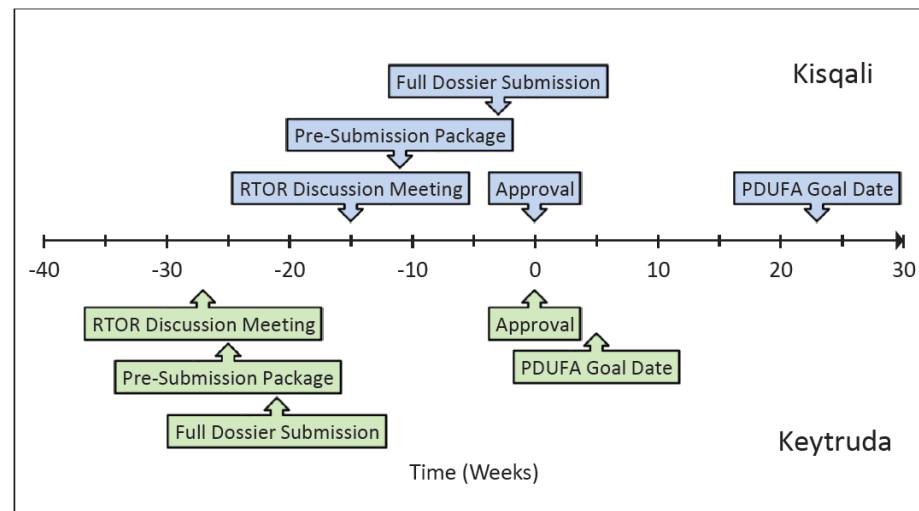 Kisqali
Full Dossier Submission
Pre-Submission Package
RTOR Discussion Meeting
Approval
PDUFA Goal Date
-40
-30
-20
-10
0
10
20
30
RTOR Discussion Meeting
Approval
Pre-Submission Package
PDUFA Goal Date
Full Dossier Submission
Keytruda
Time (Weeks)